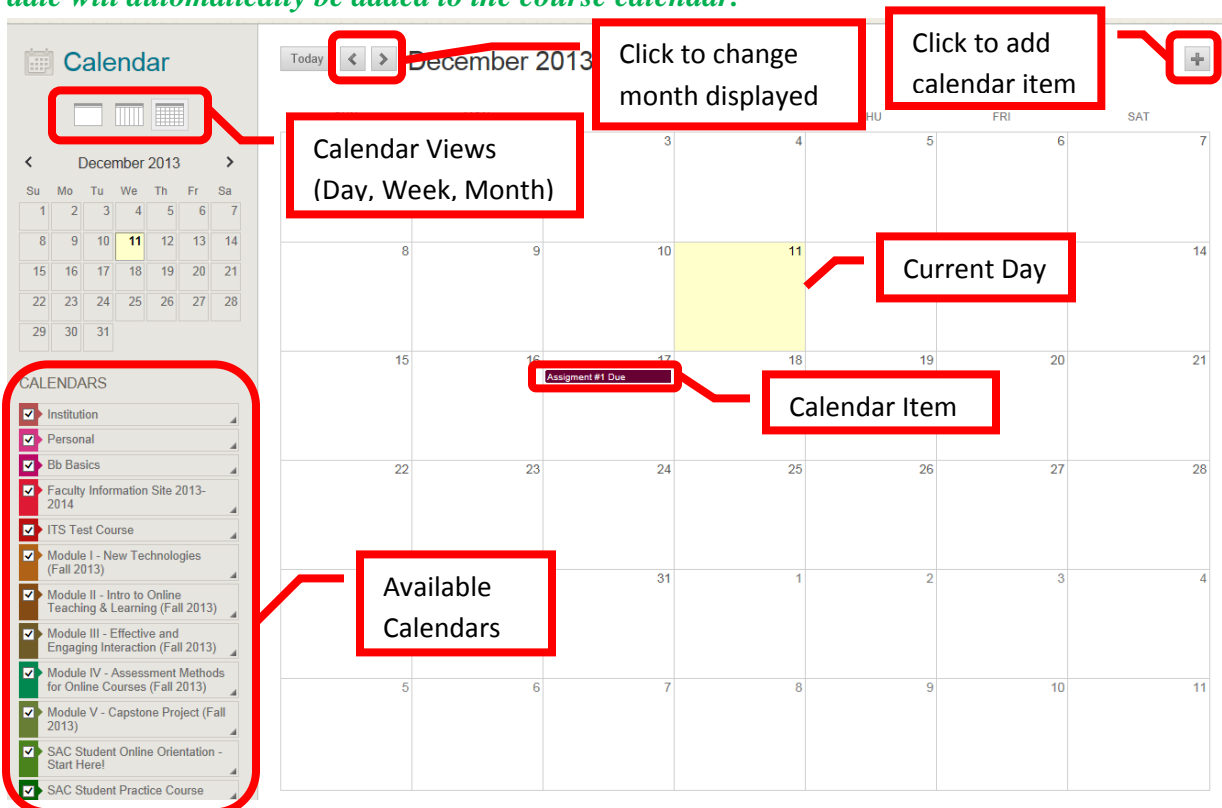 date will automatically be added to the course calendar.
Calendar
Today
December 2013
Click to change
month displayed
Click to add
calendar item
Calendar Views
(Day, Week, Month)
HU
FRI
SAT
December 2013
Su Mo Tu We Th Fr Sa
1 2 3 4 5 6 7
8 9 10 11 12 13 14
15 16 17 18 19 20 21
22 23 24 25 26 27 28
29 30 31
3 4 5 6 7
8 9 10 11 14
Current Day
15 16 17 18 19 20 21
Assigment #1 Due
Calendar Item
22 23 24 25 26 27 28
31 1 2 3 4
Available
Calendars
5 6 7 8 9 10 11
CALENDARS
Institution
Personal
Bb Basics
Faculty Information Site 2013-
2014
ITS Test Course
Module I - New Technologies
(Fall 2013)
Module II - Intro to Online
Teaching & Learning (Fall 2013)
Module III - Effective and
Engaging Interaction (Fall 2013)
Module IV - Assessment Methods
for Online Courses (Fall 2013)
Module V - Capstone Project (Fall
2013)
SAC Student Online Orientation -
Start Here!
SAC Student Practice Course